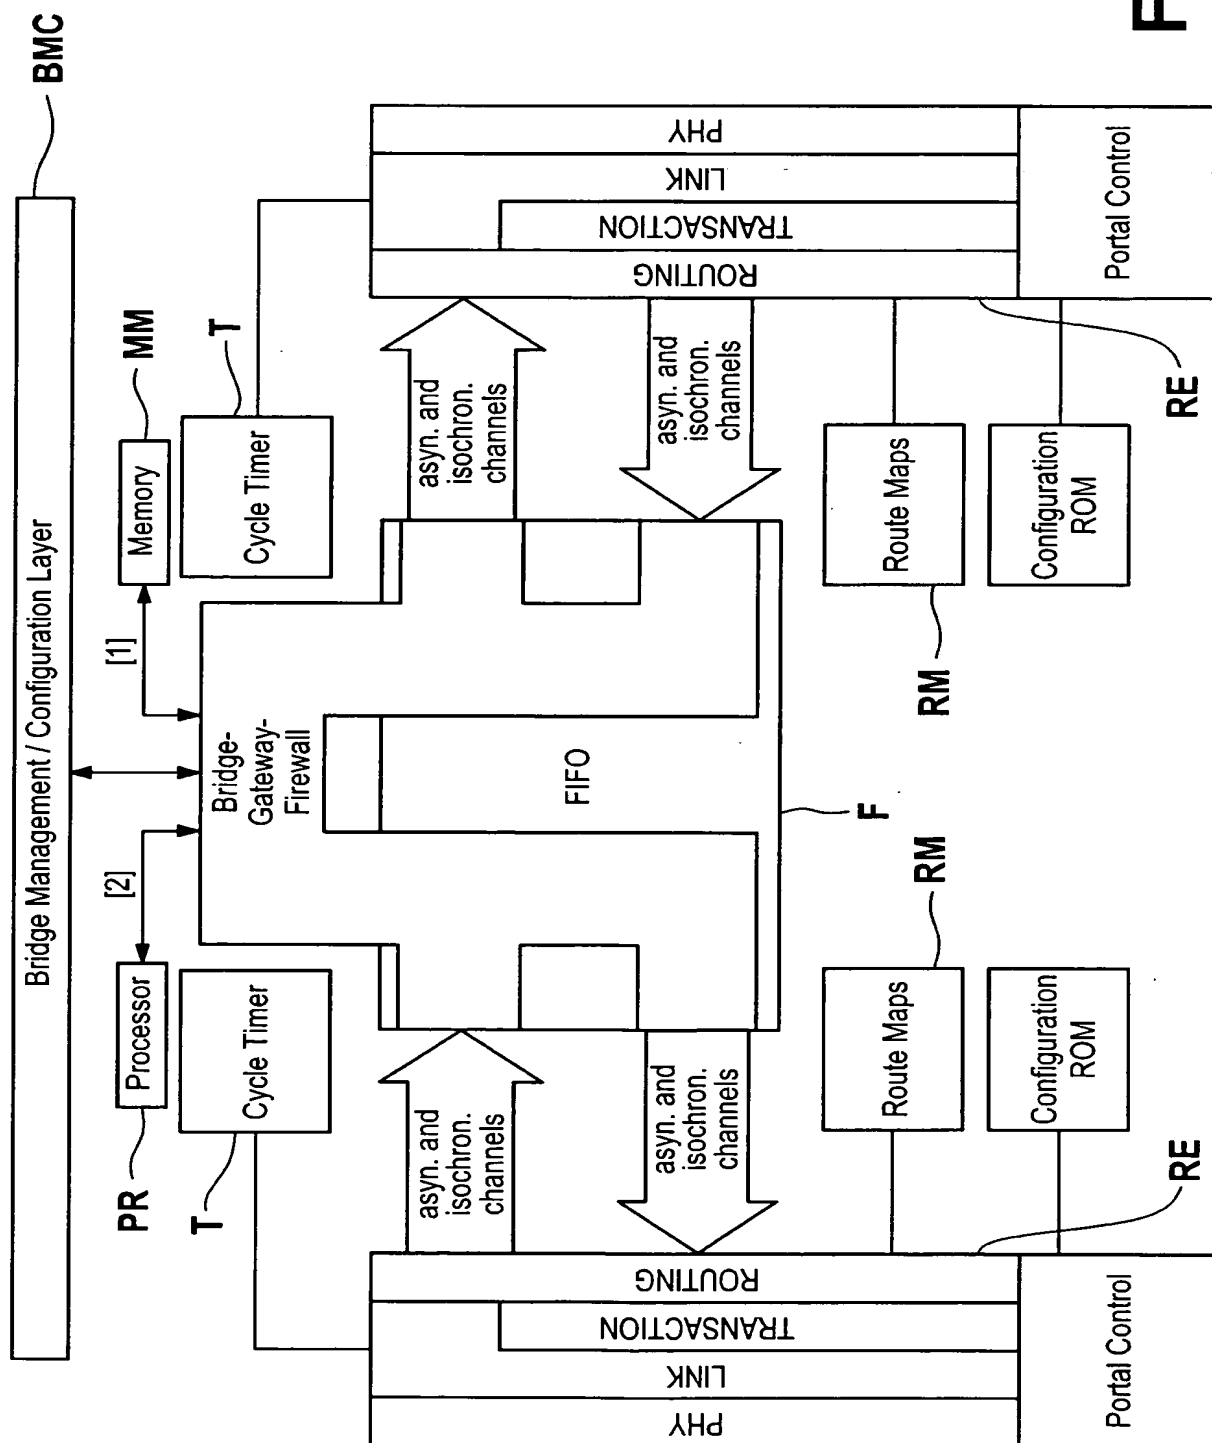 BMC
Bridge Management / Configuration Layer
PR
Processor
[2]
[1]
Memory
MM
T
Cycle Timer
Bridge-
Gateway-
Firewall
Cycle Timer
T
PHY
LINK
TRANSACTION
ROUTING
asyn. and
isochron.
channels
asyn. and
isochron.
channels
FIFO
asyn. and
isochron.
channels
asyn. and
isochron.
channels
ROUTING
TRANSACTION
LINK
PHY
F
Route Maps
RM
RM
Route Maps
Configuration
ROM
Configuration
ROM
Portal Control
RE
RE
Portal Control
F